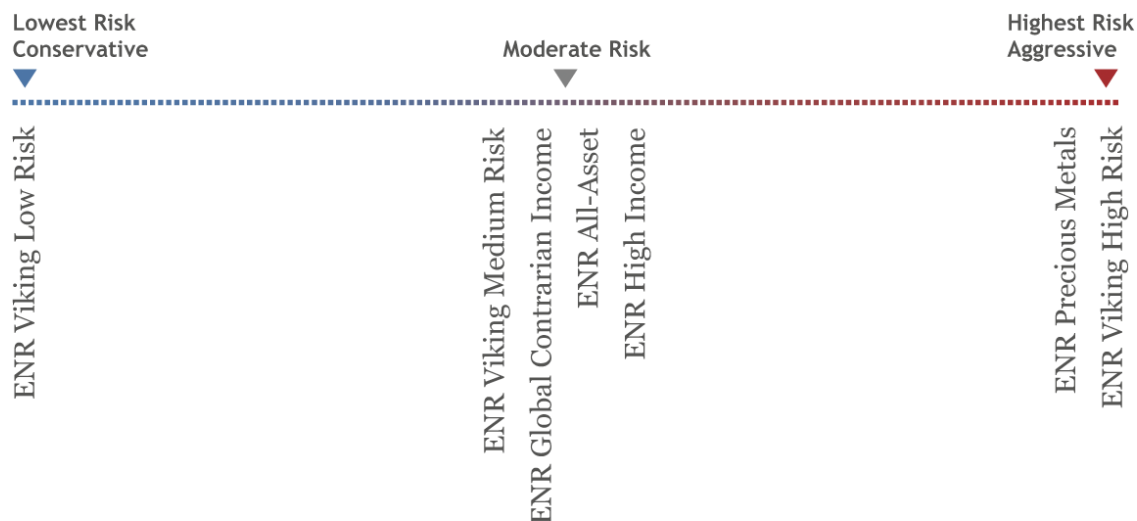 Lowest Risk
Conservative
Moderate Risk
Highest Risk
Aggressive
ENR Viking Low Risk
ENR Viking Medium Risk
ENR Global Contrarian Income
ENR All-Asset
ENR High Income
ENR Precious Metals
ENR Viking High Risk